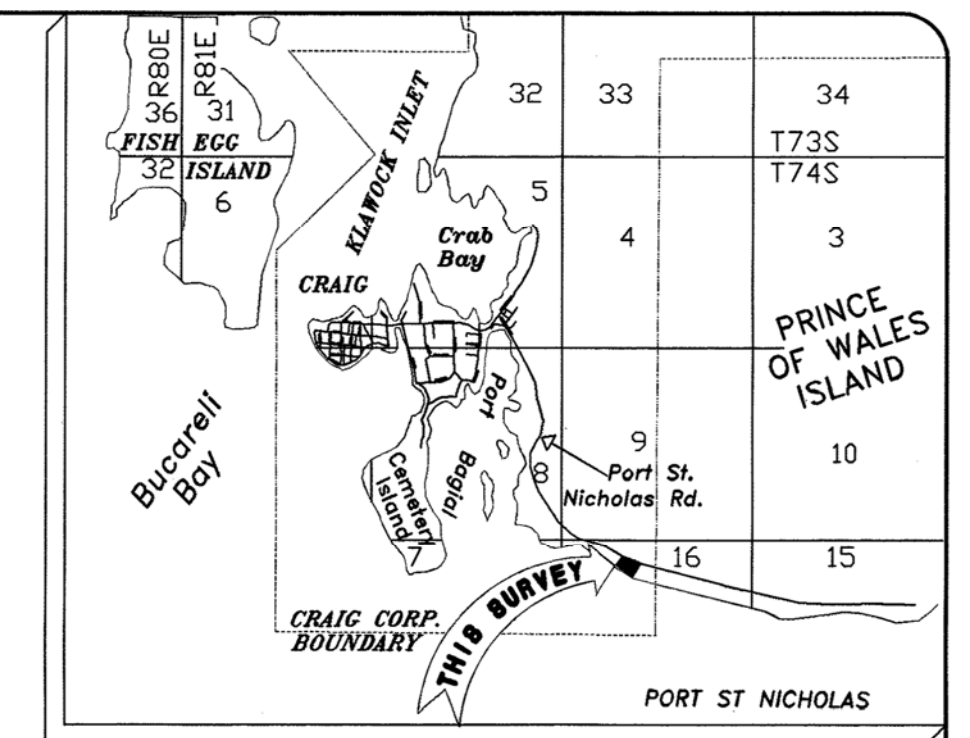 R80E
R81E
36
31
32
33
34
FISH EGG
T73S
32
ISLAND
T74S
6
5
4
3
KLAWOCK INLET
Crab
Bay
CRAIG
PRINCE
OF WALES
ISLAND
Bucareli
Bay
Port
Bagial
Cemetery
Island
7
8
9
10
Port St.
Nicholas Rd.
16
15
THIS SURVEY
CRAIG CORP.
BOUNDARY
PORT ST NICHOLAS